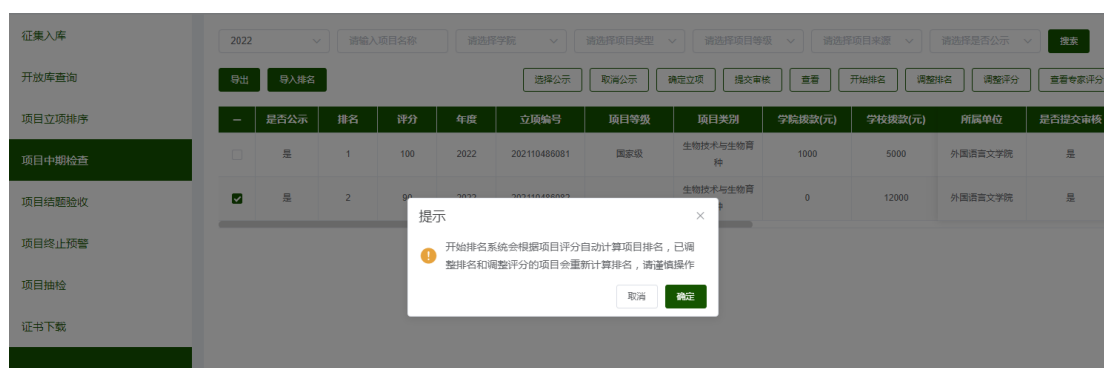 征集入库
开放库查询
项目立项排序
项目中期检查
项目结题验收
项目终止预警
项目抽检
证书下载
2022 请输入项目名称 请选择学院 请选择项目类型 请选择项目等级 请选择项目来源 请选择是否公示 搜索
导出 导入排名 选择公示 取消公示 确定立项 提交审核 查看 开始排名 调整排名 调整评分 查看专家评分
是否公示 排名 评分 年度 立项编号 项目等级 项目类别 学院拨款(元) 学校拨款(元) 所属单位 是否提交审核
是 1 100 2022 202110486081 国家级 生物技术与生物育 1000 5000 外国语言文学院 是
种
是 2 90 2022 202110486082 生物技术与生物育 0 12000 外国语言文学院 是
提示
开始排名系统会根据项目评分自动计算项目排名，已调
整排名和调整评分的项目会重新计算排名，请谨慎操作
取消 确定